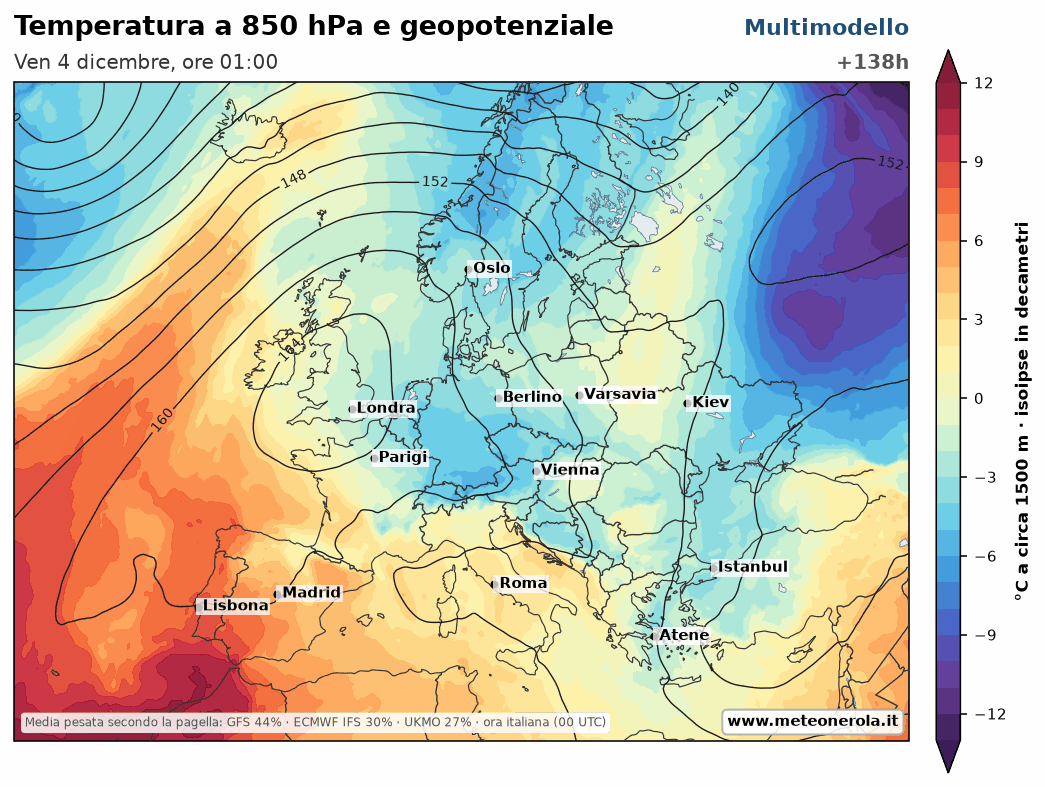 Temperatura a 850 hPa e geopotenziale
Multimodello
Ven 4 dicembre, ore 01:00
+138h
140
148
152
152
164
160
Oslo
Londra
Berlino
Varsavia
Kiev
Parigi
Vienna
Istanbul
Roma
Madrid
Lisbona
Atene
Media pesata secondo la pagella: GFS 44% · ECMWF IFS 30% · UKMO 27% · ora italiana (00 UTC)
www.meteonerola.it
12
9
6
3
0
−3
−6
−9
−12
°C a circa 1500 m · isoipse in decametri